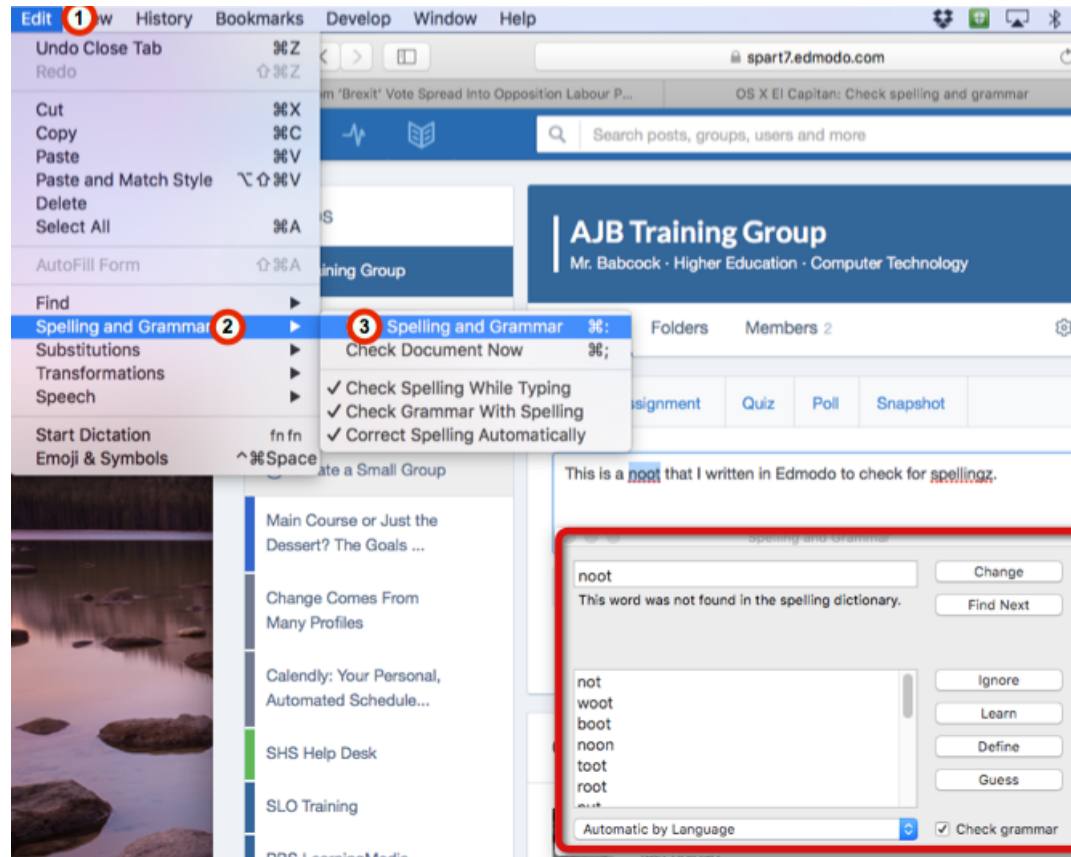 Edit 1 ew History Bookmarks Develop Window Help
Undo Close Tab ⌘Z
Redo ⇧⌘Z
Cut ⌘X
Copy ⌘C
Paste ⌘V
Paste and Match Style ⌥⇧⌘V
Delete
Select All ⌘A
AutoFill Form ⇧⌘A
Find
Spelling and Grammar 2
Substitutions
Transformations
Speech
Start Dictation fn fn
Emoji & Symbols ^⌘Space
3 Spelling and Grammar ⌘:
Check Document Now ⌘;
✓ Check Spelling While Typing
✓ Check Grammar With Spelling
✓ Correct Spelling Automatically
spart7.edmodo.com
m 'Brexit' Vote Spread Into Opposition Labour P...
OS X El Capitan: Check spelling and grammar
Search posts, groups, users and more
ining Group
ate a Small Group
Main Course or Just the
Dessert? The Goals ...
Change Comes From
Many Profiles
Calendly: Your Personal,
Automated Schedule...
SHS Help Desk
SLO Training
AJB Training Group
Mr. Babcock · Higher Education · Computer Technology
Folders Members 2
ssignment Quiz Poll Snapshot
This is a noot that I written in Edmodo to check for spellingz.
Spelling and Grammar
noot
Change
This word was not found in the spelling dictionary.
Find Next
not
woot
boot
noon
toot
root
Ignore
Learn
Define
Guess
Automatic by Language
Check grammar